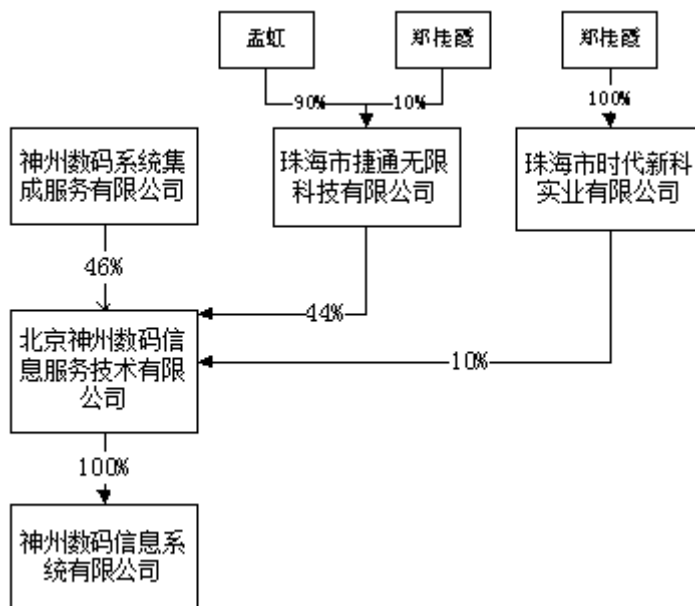 孟虹
郑桂霞
郑桂霞
90%
10%
100%
神州数码系统集
成服务有限公司
珠海市捷通无限
科技有限公司
珠海市时代新科
实业有限公司
46%
44%
北京神州数码信
息服务技术有限
公司
10%
100%
神州数码信息系
统有限公司